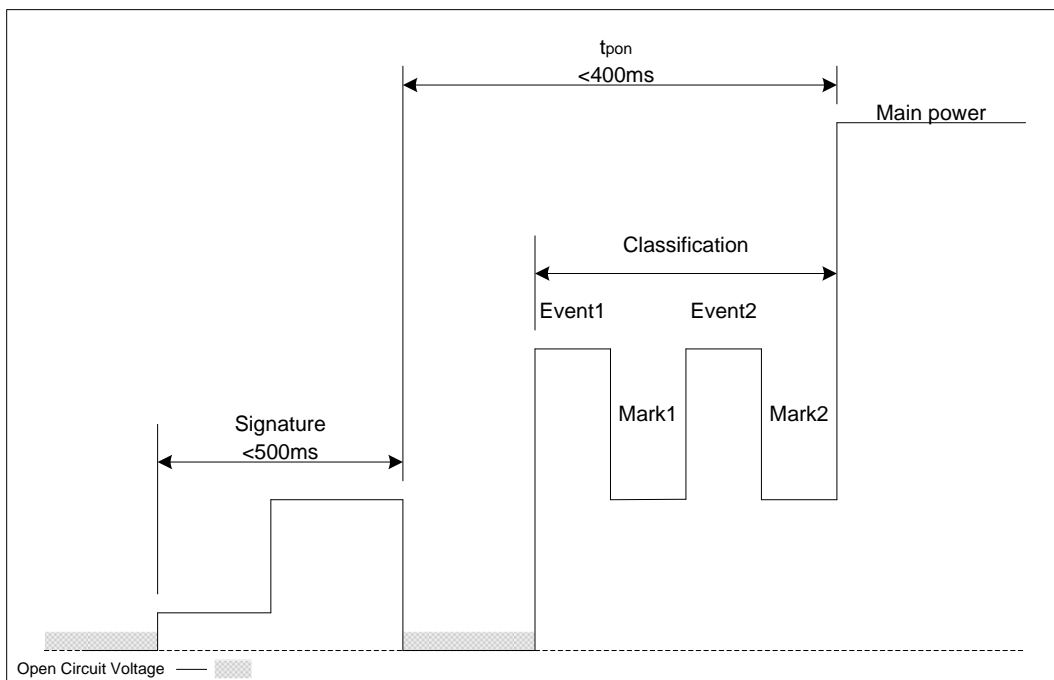 tpon
<400ms
Main power
Classification
Event1 Event2
Mark1 Mark2
Signature
<500ms
Open Circuit Voltage